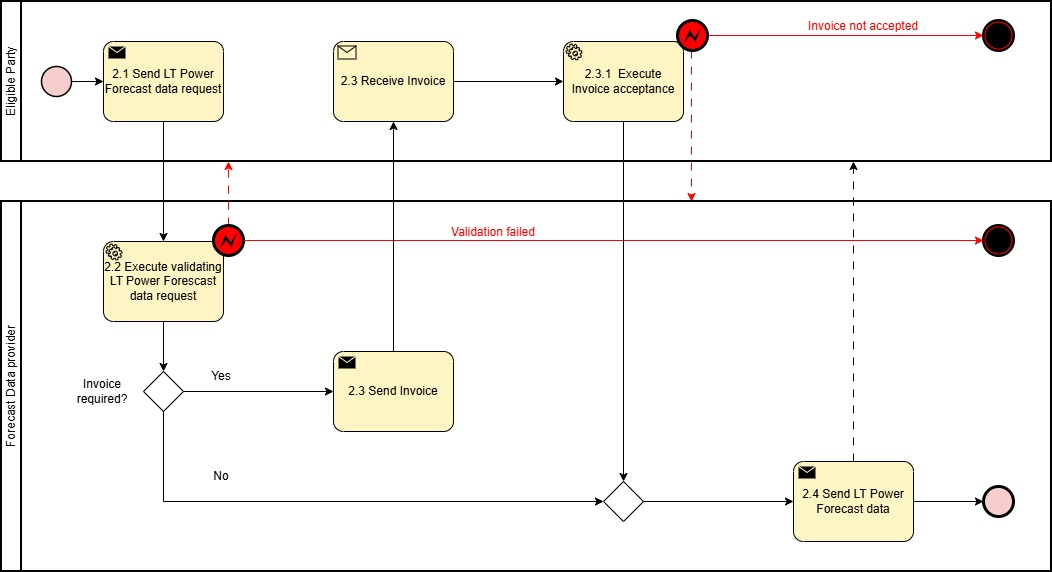 Eligible Party
Invoice not accepted
2.1 Send LT Power
Forecast data request
2.3 Receive Invoice
2.3.1 Execute
Invoice acceptance
Forecast Data provider
Validation failed
2.2 Execute validating
LT Power Forescast
data request
Invoice
required?
Yes
2.3 Send Invoice
No
2.4 Send LT Power
Forecast data